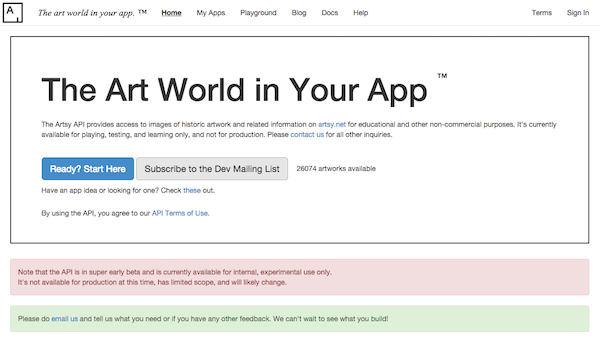 A
The art world in your app. ™ Home My Apps Playground Blog Docs Help Terms Sign In
The Art World in Your App ™
The Artsy API provides access to images of historic artwork and related information on artsy.net for educational and other non-commercial purposes. It's currently
available for playing, testing, and learning only, and not for production. Please contact us for all other inquiries.
Ready? Start Here Subscribe to the Dev Mailing List 26074 artworks available
Have an app idea or looking for one? Check these out.
By using the API, you agree to our API Terms of Use.
Note that the API is in super early beta and is currently available for internal, experimental use only.
It's not available for production at this time, has limited scope, and will likely change.
Please do email us and tell us what you need or if you have any other feedback. We can't wait to see what you build!